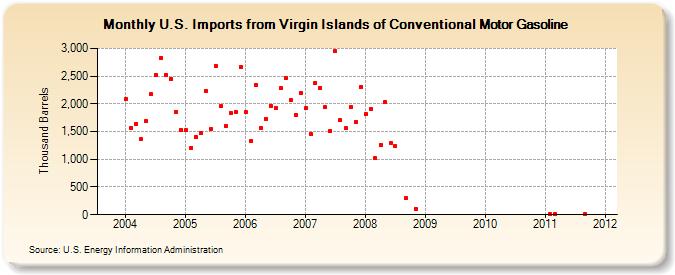 Monthly U.S. Imports from Virgin Islands of Conventional Motor Gasoline
Thousand Barrels
3,000
2,500
2,000
1,500
1,000
500
0
2004 2005 2006 2007 2008 2009 2010 2011 2012
Source: U.S. Energy Information Administration